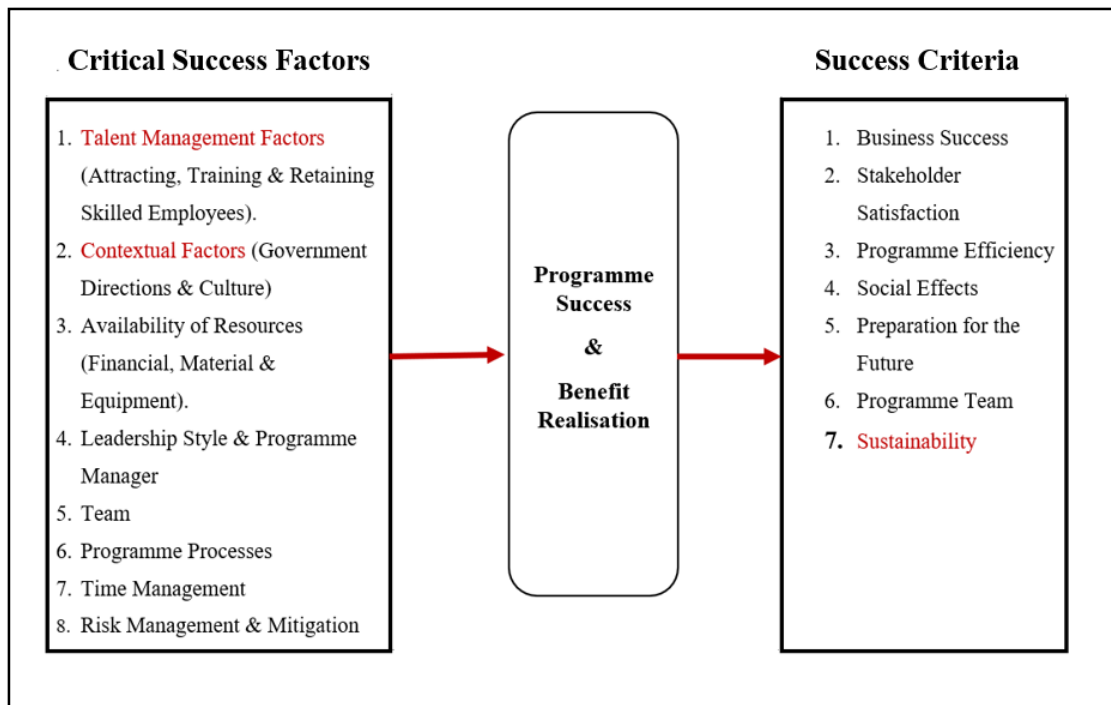 Critical Success Factors
1. Talent Management Factors
(Attracting, Training & Retaining
Skilled Employees).
2. Contextual Factors (Government
Directions & Culture)
3. Availability of Resources
(Financial, Material &
Equipment).
4. Leadership Style & Programme
Manager
5. Team
6. Programme Processes
7. Time Management
8. Risk Management & Mitigation
Programme
Success
&
Benefit
Realisation
Success Criteria
1. Business Success
2. Stakeholder
Satisfaction
3. Programme Efficiency
4. Social Effects
5. Preparation for the
Future
6. Programme Team
7. Sustainability